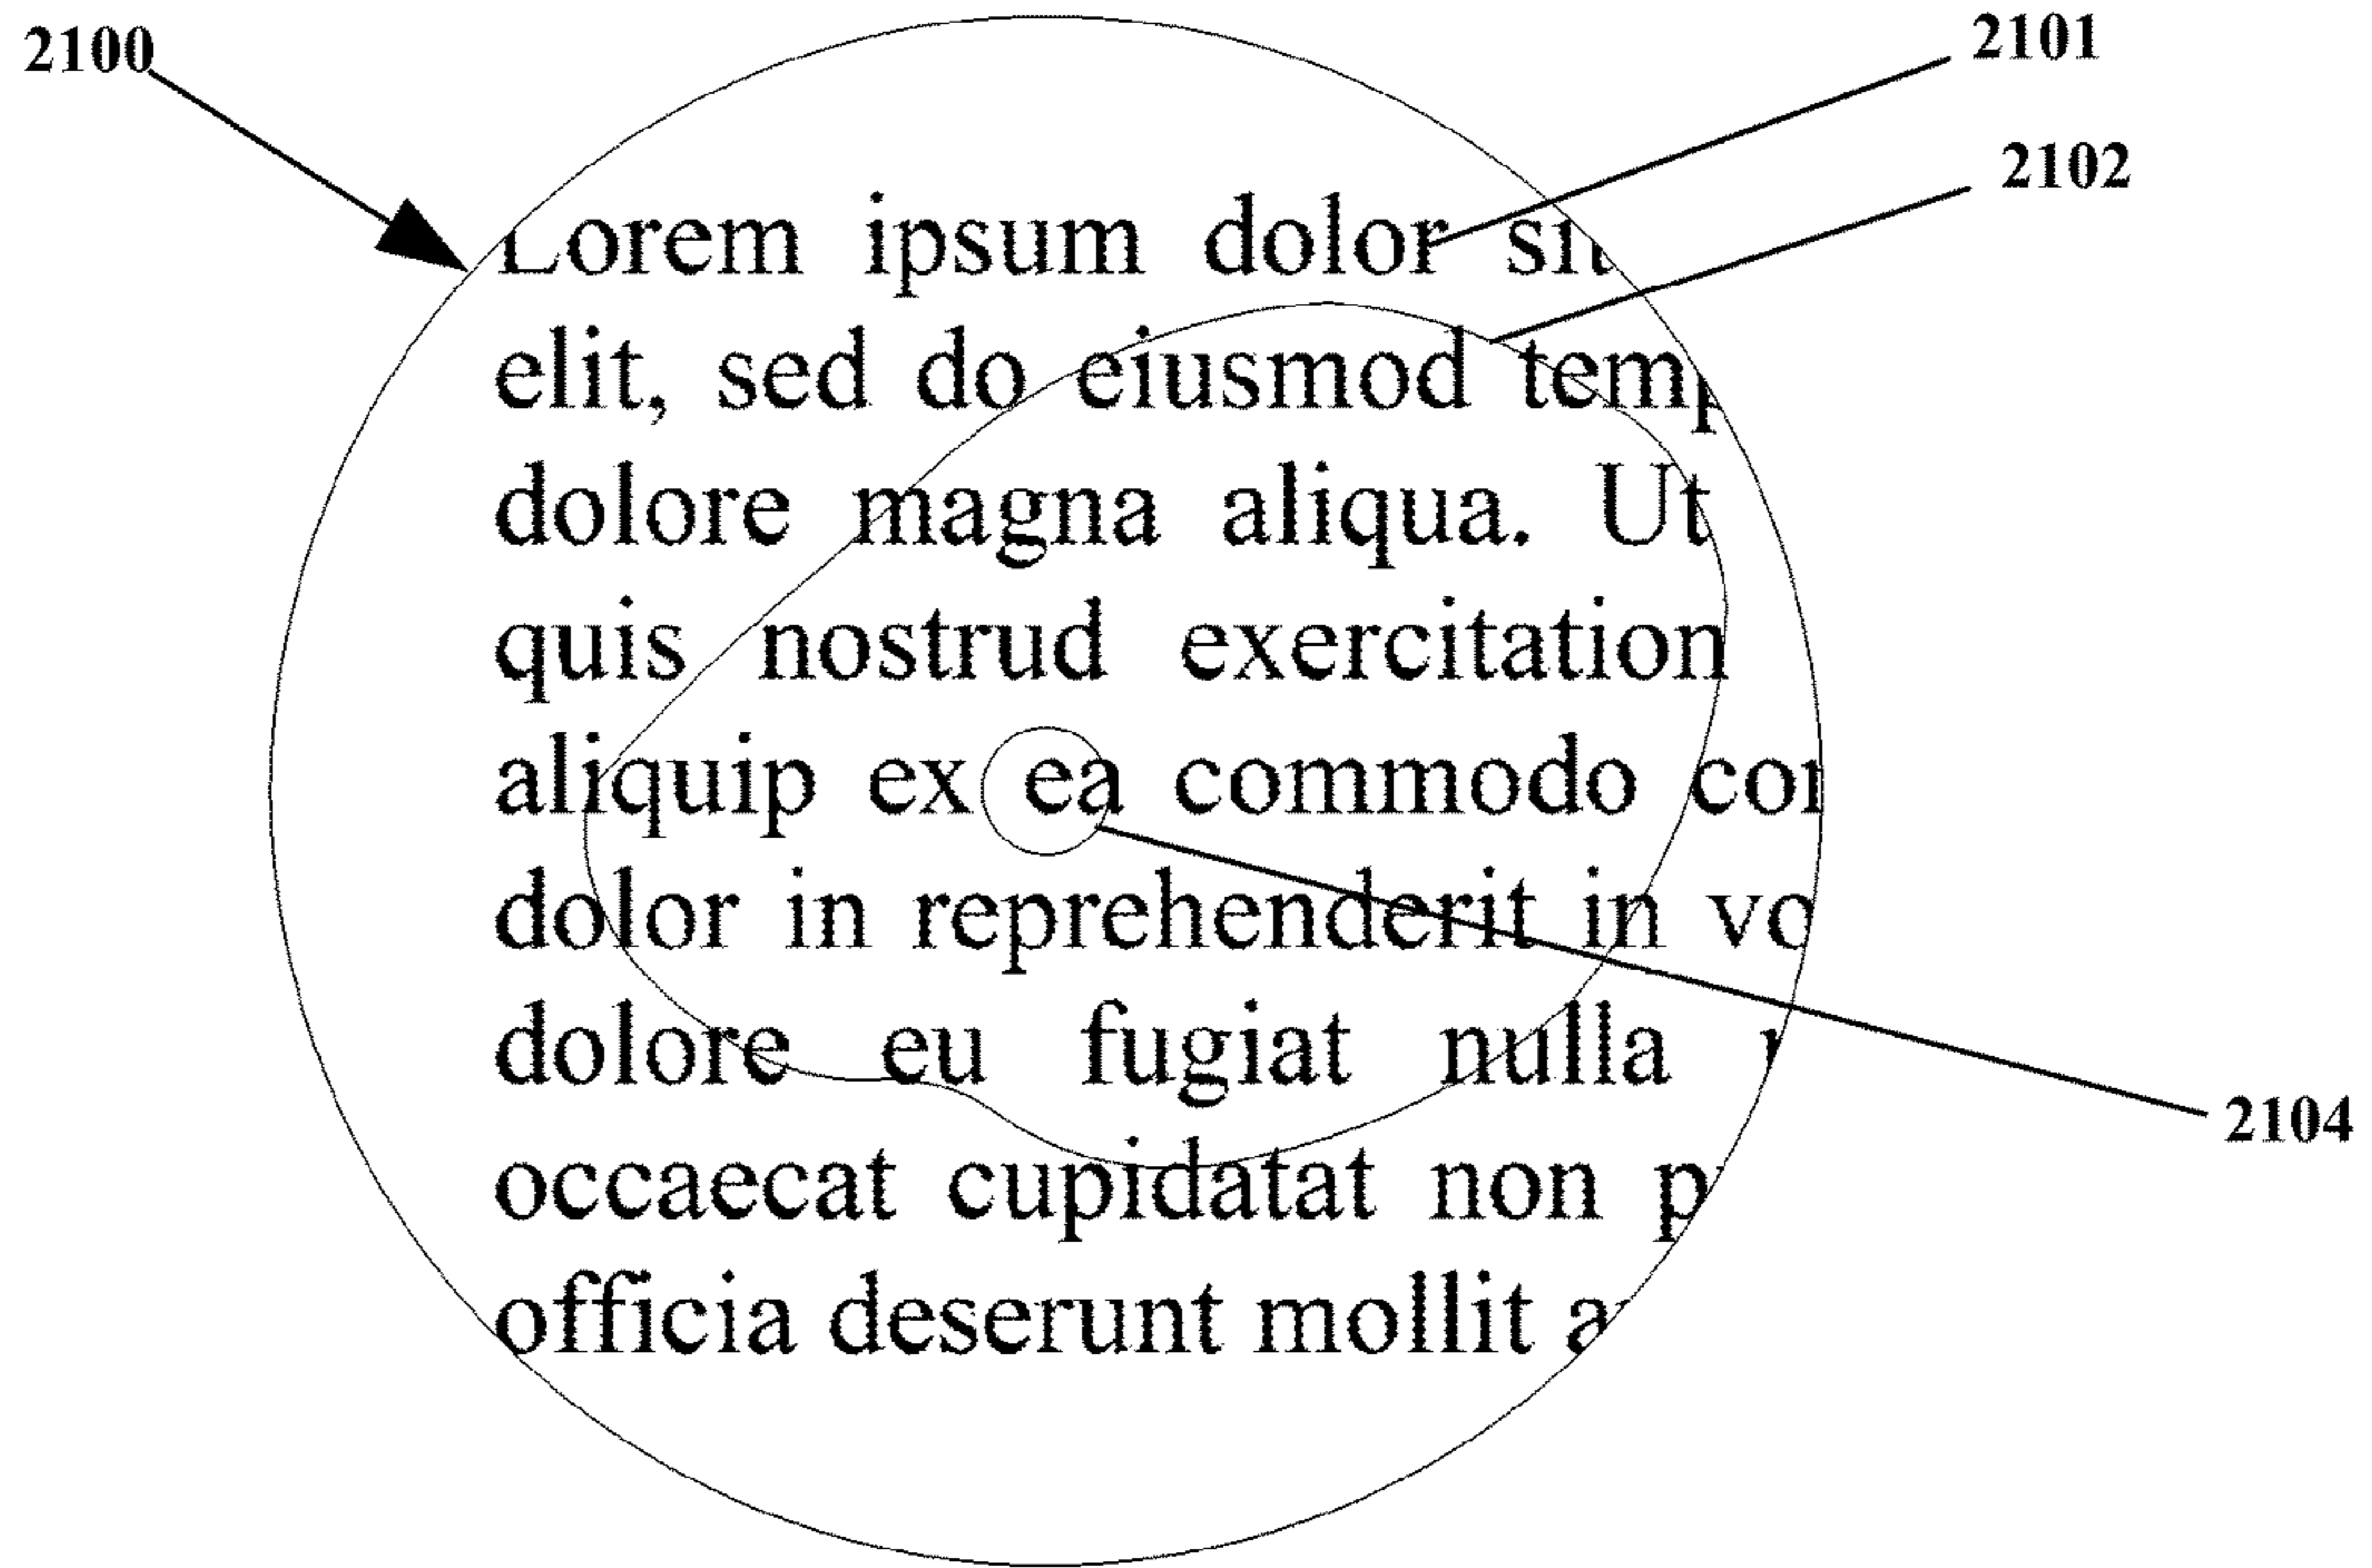 2100
2101
2102
Lorem ipsum dolor
elit, sed do eiusmod
dolore magna aliqua. Ut
quis nostrud exercitation
aliquip ex ea commodo
dolor in reprehenderit in
dolore eu fugiat nulla
2104
occaecat cupidatat non
officia deserunt mollit